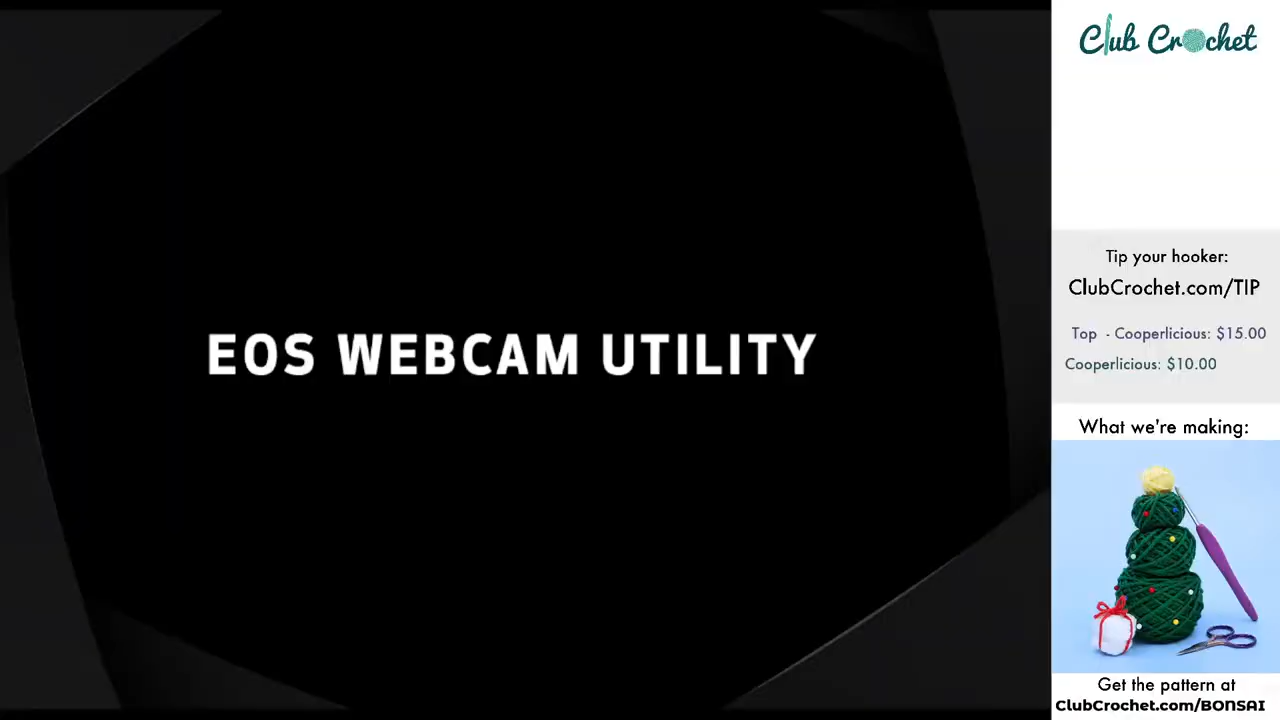 EOS WEBCAM UTILITY
Club Crochet
Tip your hooker:
ClubCrochet.com/TIP
Top - Cooperlicious: $15.00
Cooperlicious: $10.00
What we're making:
Get the pattern at
ClubCrochet.com/BONSAI